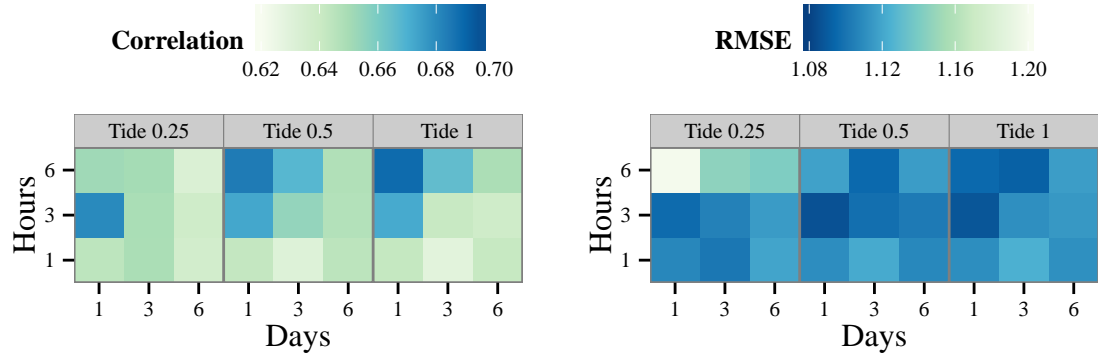 Correlation
0.62 0.64 0.66 0.68 0.70
Tide 0.25 Tide 0.5 Tide 1
Hours
6
3
1
1 3 6 1 3 6 1 3 6
Days
RMSE
1.08 1.12 1.16 1.20
Tide 0.25 Tide 0.5 Tide 1
Hours
6
3
1
1 3 6 1 3 6 1 3 6
Days